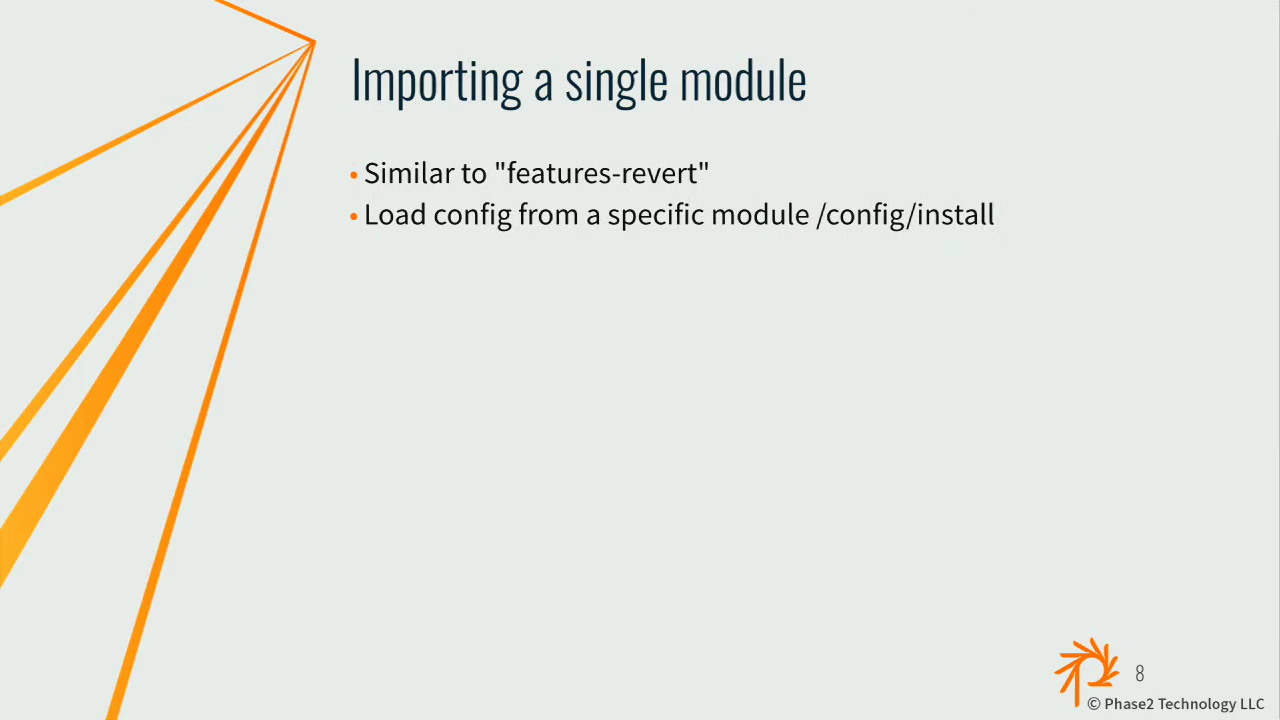 Importing a single module
• Similar to "features-revert"
• Load config from a specific module /config/install
8
© Phase2 Technology LLC